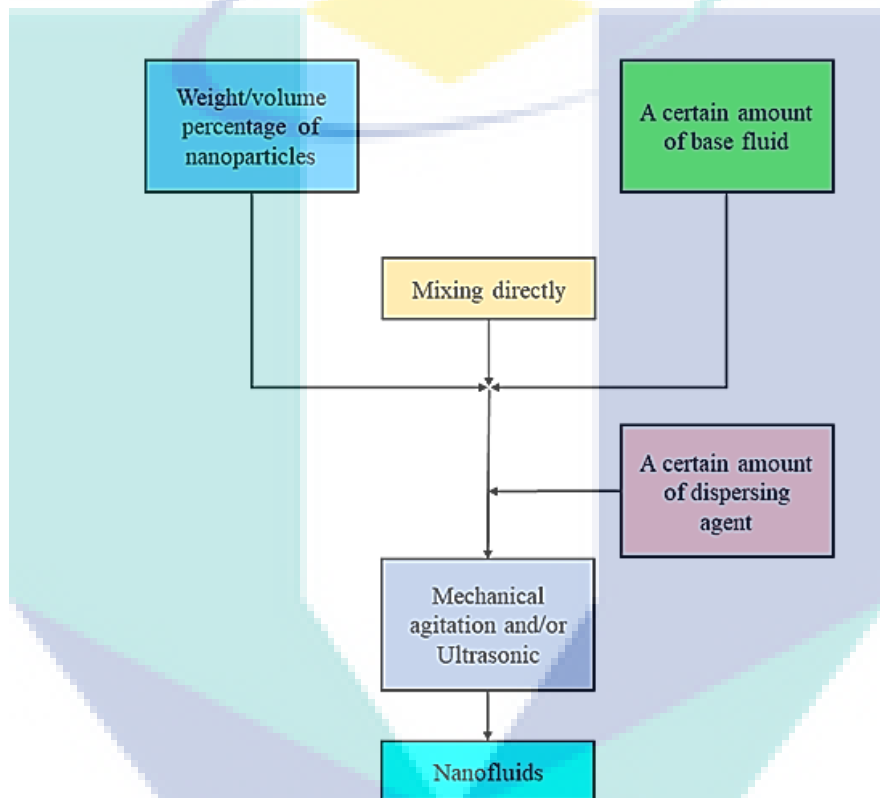 Weight/volume
percentage of
nanoparticles
A certain amount
of base fluid
Mixing directly
A certain amount
of dispersing
agent
Mechanical
agitation and/or
Ultrasonic
Nanofluids